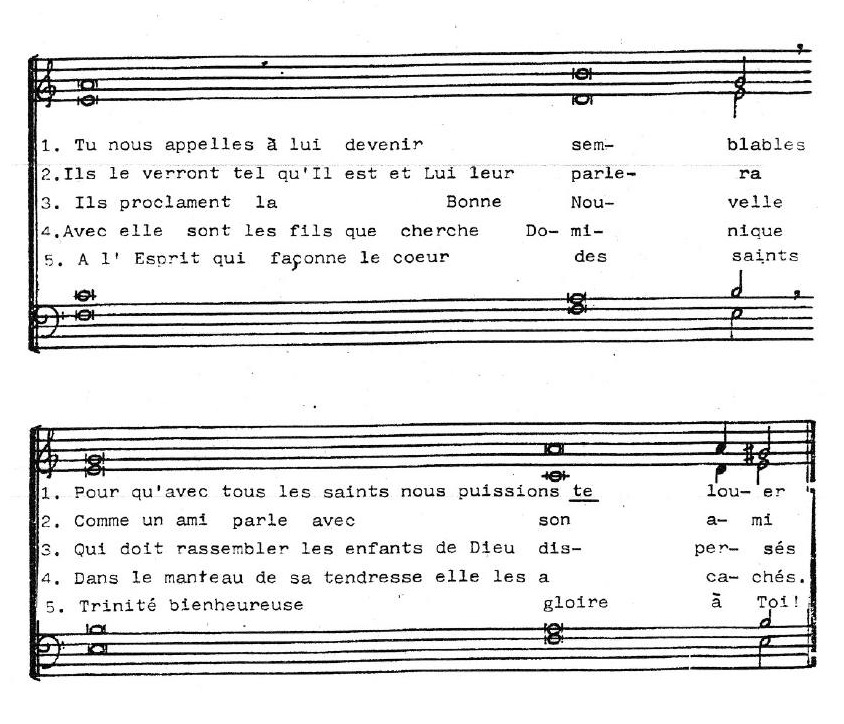 1. Tu nous appelles à lui devenir sem- blables
2. Ils le verront tel qu'Il est et Lui leur parle- ra
3. Ils proclament la Bonne Nou- velle
4. Avec elle sont les fils que cherche Do- mi- nique
5. A l' Esprit qui façonne le coeur des saints
1. Pour qu'avec tous les saints nous puissions te lou- er
2. Comme un ami parle avec son a- mi
3. Qui doit rassembler les enfants de Dieu dis- per- sés
4. Dans le manteau de sa tendresse elle les a ca- chés.
5. Trinité bienheureuse gloire à Toi!